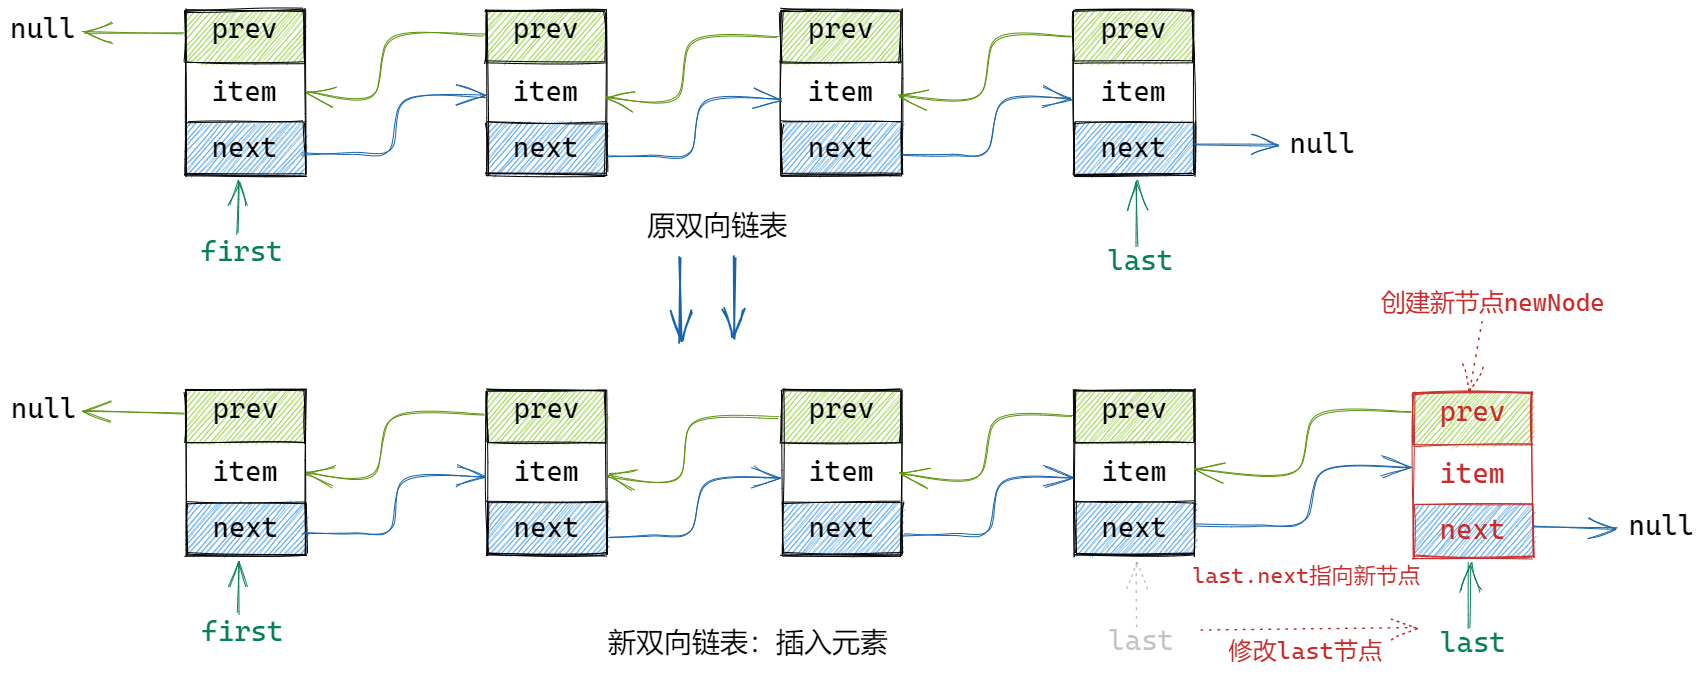 null
prev
prev
prev
prev
item
item
item
item
next
next
next
next
null
first
原双向链表
last
创建新节点newNode
null
prev
prev
prev
prev
prev
item
item
item
item
item
next
next
next
next
next
null
last.next指向新节点
first
新双向链表：插入元素
last
修改last节点
last